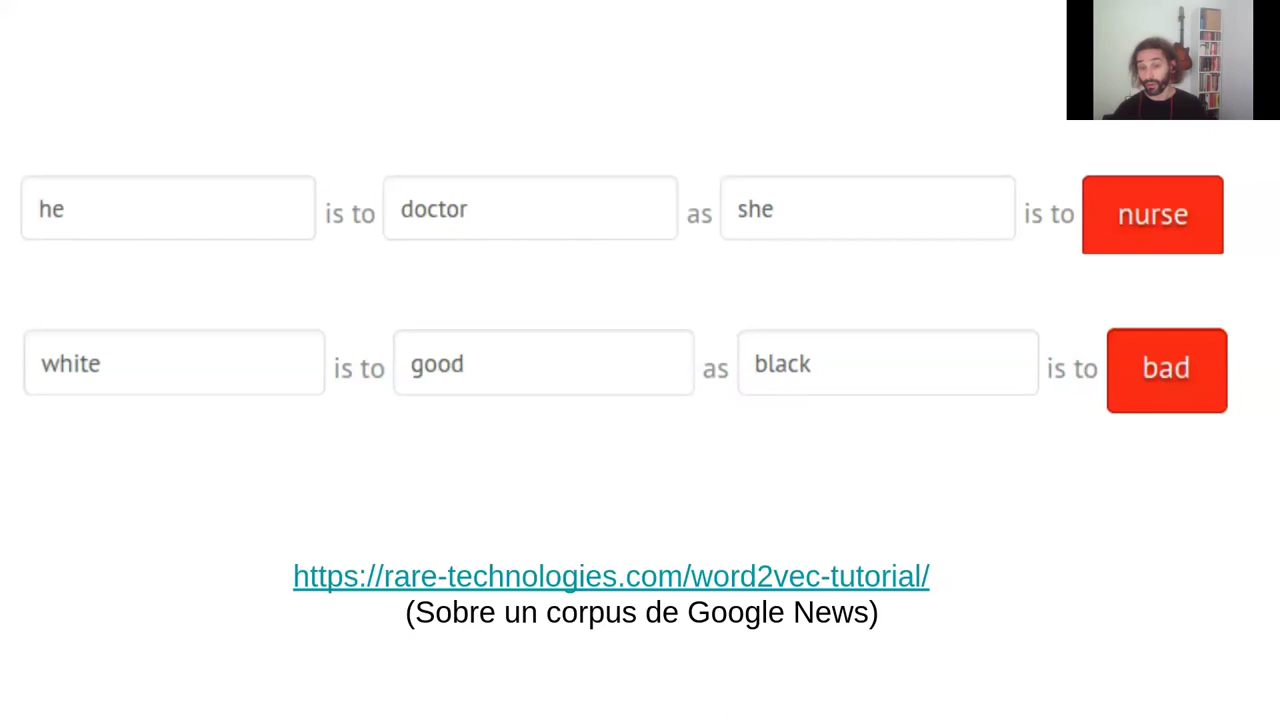 he is to doctor as she is to nurse
white is to good as black is to bad
https://rare-technologies.com/word2vec-tutorial/
(Sobre un corpus de Google News)